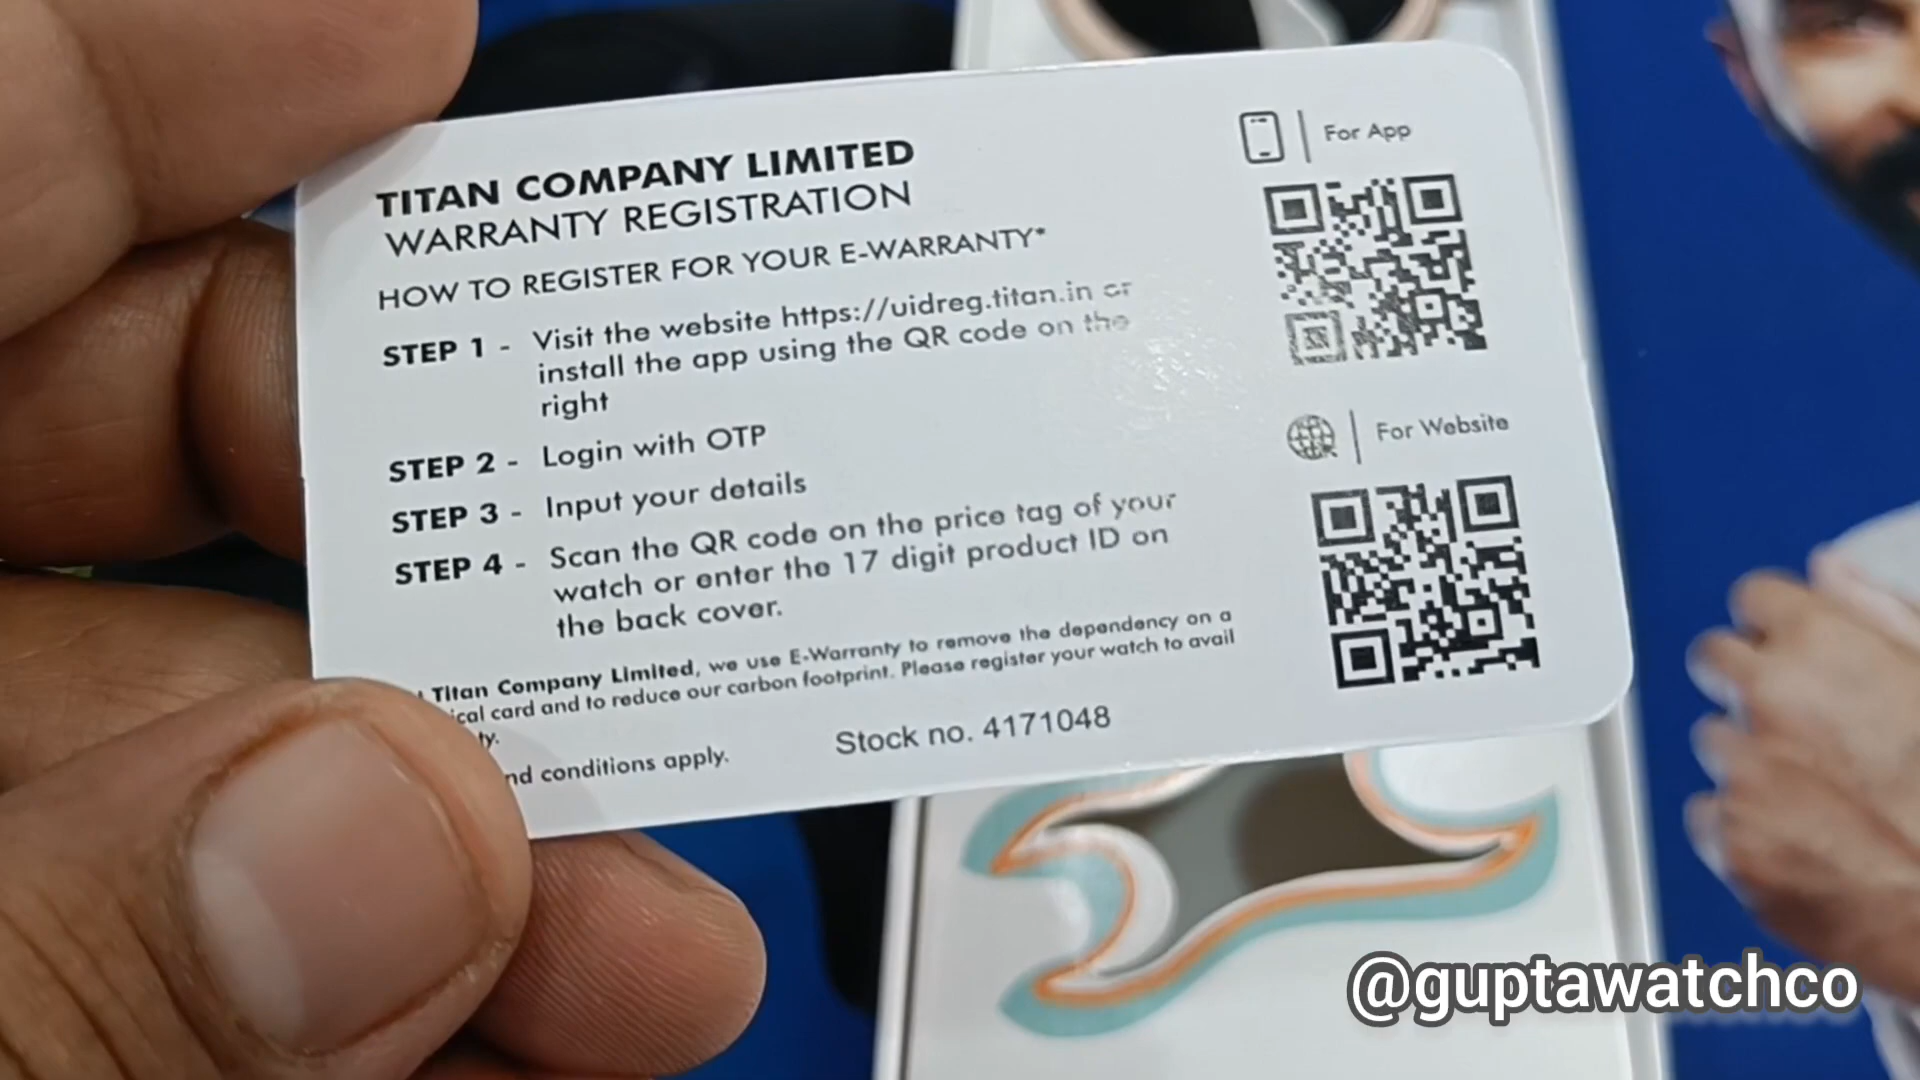 TITAN COMPANY LIMITED
WARRANTY REGISTRATION
HOW TO REGISTER FOR YOUR E-WARRANTY*
STEP 1 - Visit the website https://uidreg.titan.in or
install the app using the QR code on the
right
STEP 2 - Login with OTP
STEP 3 - Input your details
STEP 4 - Scan the QR code on the price tag of your
watch or enter the 17 digit product ID on
the back cover.
Titan Company Limited, we use E-Warranty to remove the dependency on a
card and to reduce our carbon footprint. Please register your watch to avail
conditions apply.
Stock no. 4171048
For App
For Website
@guptawatchco